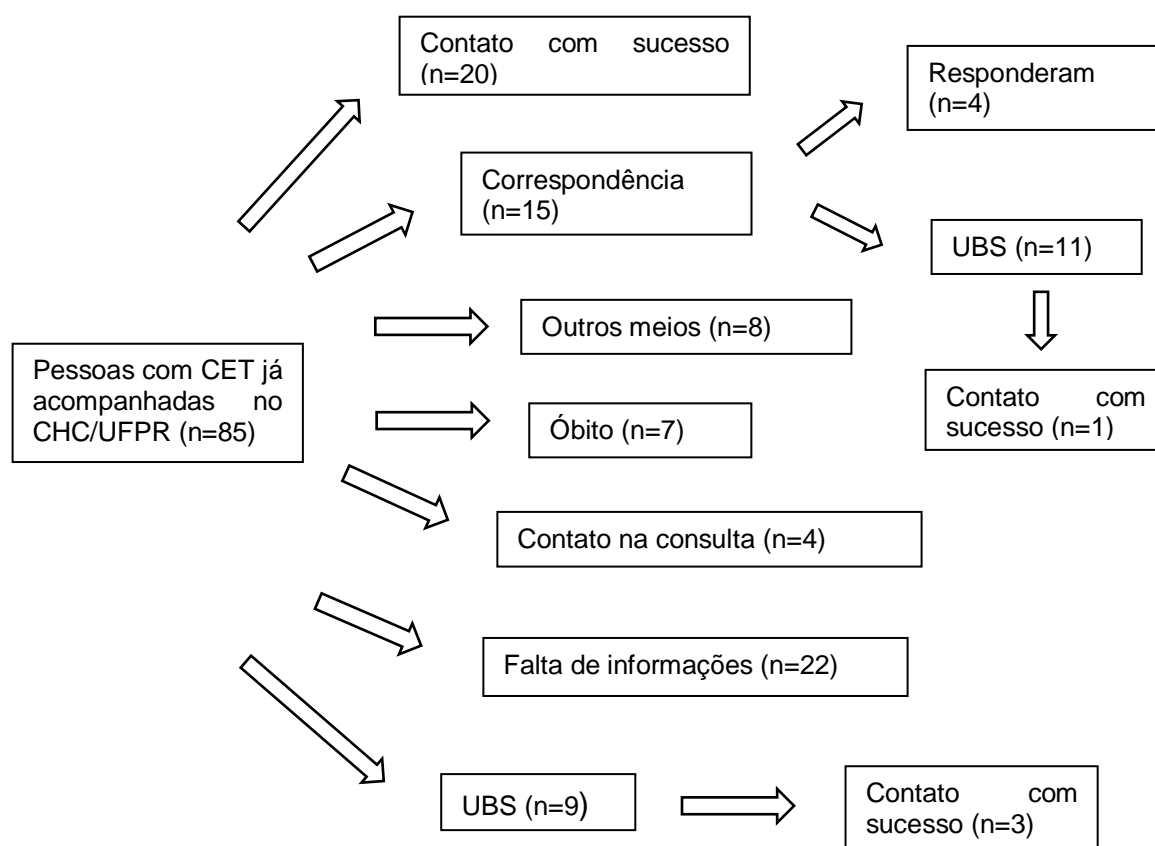 Contato com sucesso
(n=20)
Responderam
(n=4)
Correspondência
(n=15)
UBS (n=11)
Outros meios (n=8)
Pessoas com CET já
acompanhadas no
CHC/UFPR (n=85)
Contato com
sucesso (n=1)
Óbito (n=7)
Contato na consulta (n=4)
Falta de informações (n=22)
UBS (n=9)
Contato com
sucesso (n=3)